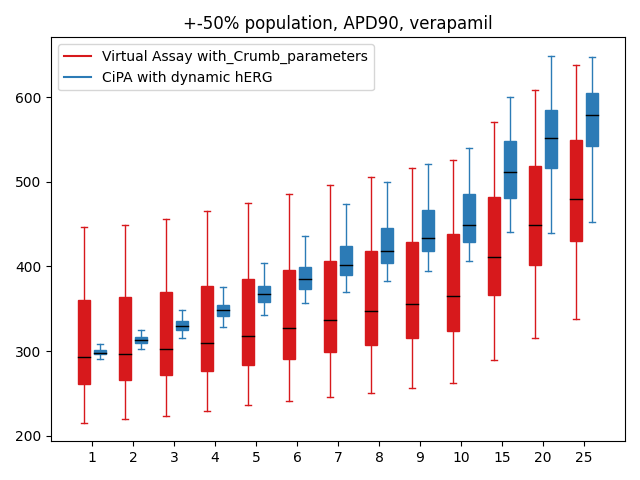 +-50% population, APD90, verapamil
Virtual Assay with_Crumb_parameters
CiPA with dynamic hERG
600
500
400
300
200
1 2 3 4 5 6 7 8 9 10 15 20 25